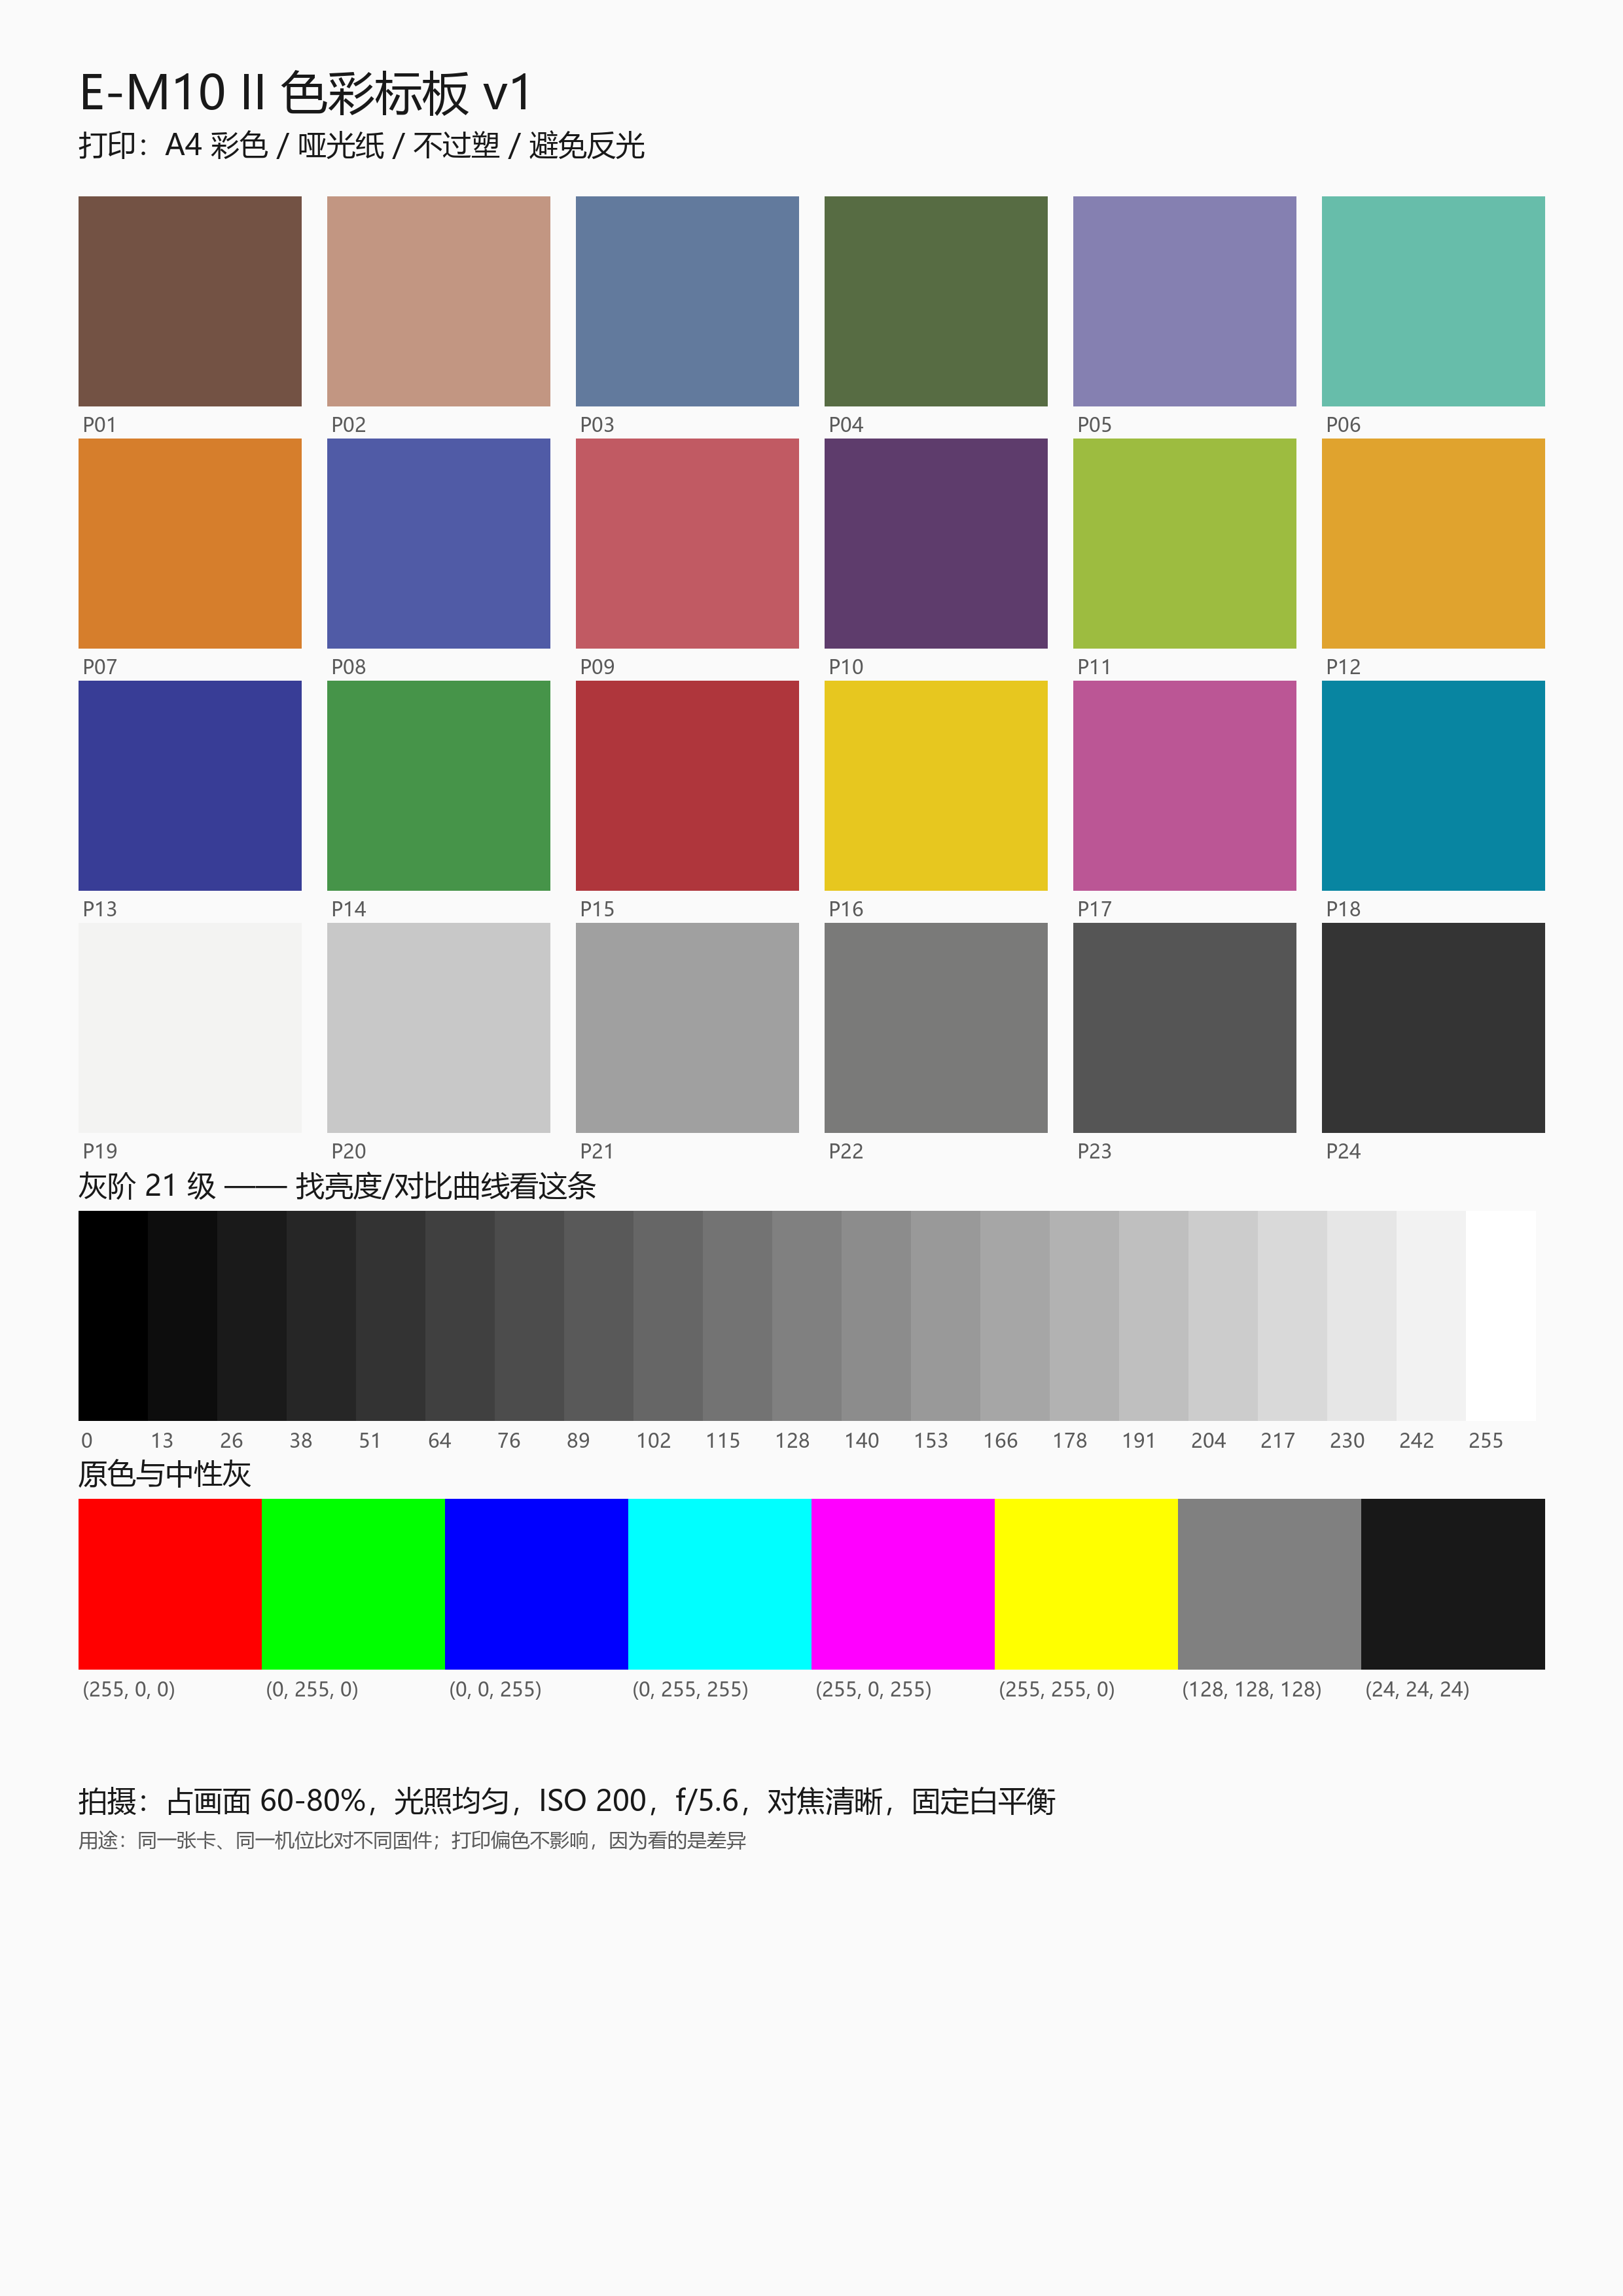 E-M10 II 色彩标板 v1
打印：A4 彩色 / 哑光纸 / 不过塑 / 避免反光
P01 P02 P03 P04 P05 P06
P07 P08 P09 P10 P11 P12
P13 P14 P15 P16 P17 P18
P19 P20 P21 P22 P23 P24
灰阶 21 级 —— 找亮度/对比曲线看这条
0 13 26 38 51 64 76 89 102 115 128 140 153 166 178 191 204 217 230 242 255
原色与中性灰
(255, 0, 0) (0, 255, 0) (0, 0, 255) (0, 255, 255) (255, 0, 255) (255, 255, 0) (128, 128, 128) (24, 24, 24)
拍摄：占画面 60-80%，光照均匀，ISO 200，f/5.6，对焦清晰，固定白平衡
用途：同一张卡、同一机位比对不同固件；打印偏色不影响，因为看的是差异